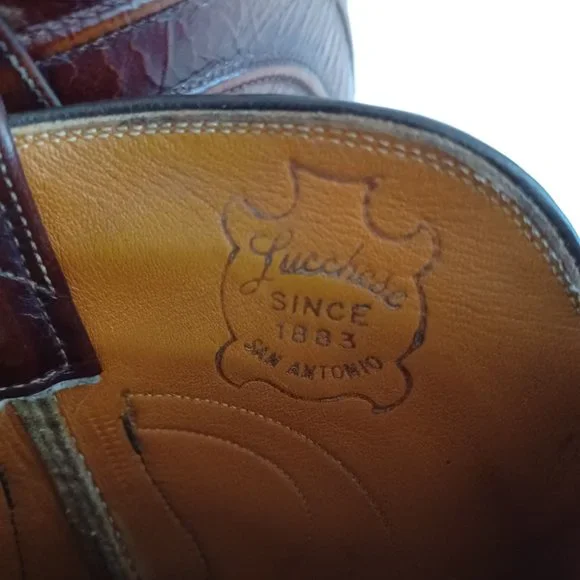 Lucchese
SINCE
1883
SAN ANTONIO